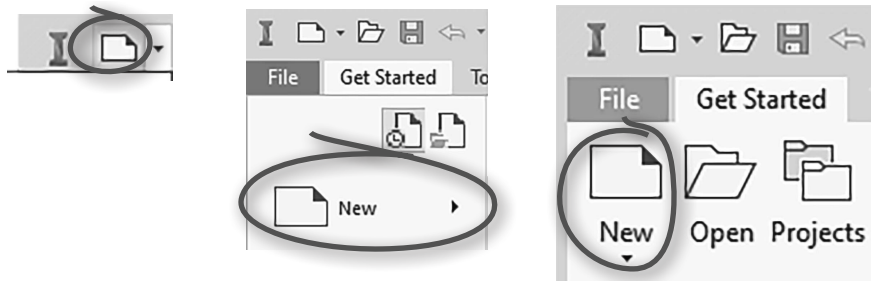 File Get Started To
New
File Get Started
New Open Projects